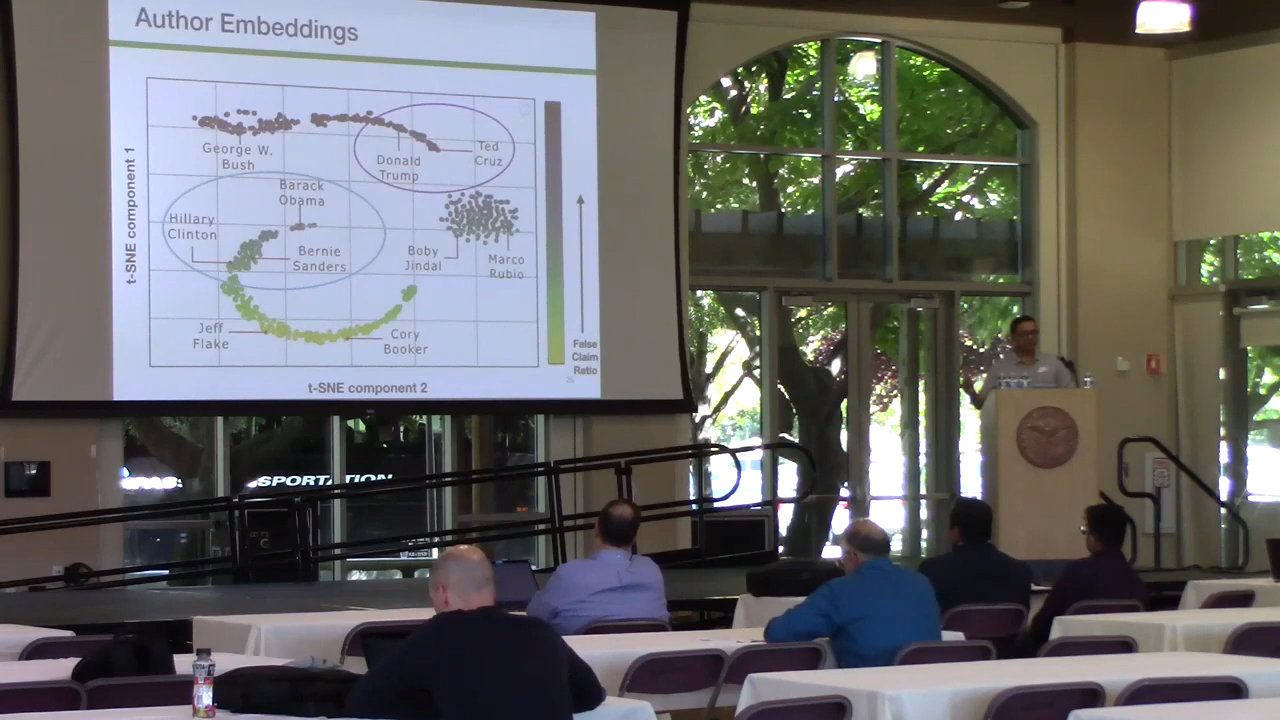 Author Embeddings
t-SNE component 1
George W.
Bush
Donald
Trump
Ted
Cruz
Barack
Obama
Hillary
Clinton
Bernie
Sanders
Boby
Jindal
Marco
Rubio
Jeff
Flake
Cory
Booker
False
Claim
Ratio
t-SNE component 2